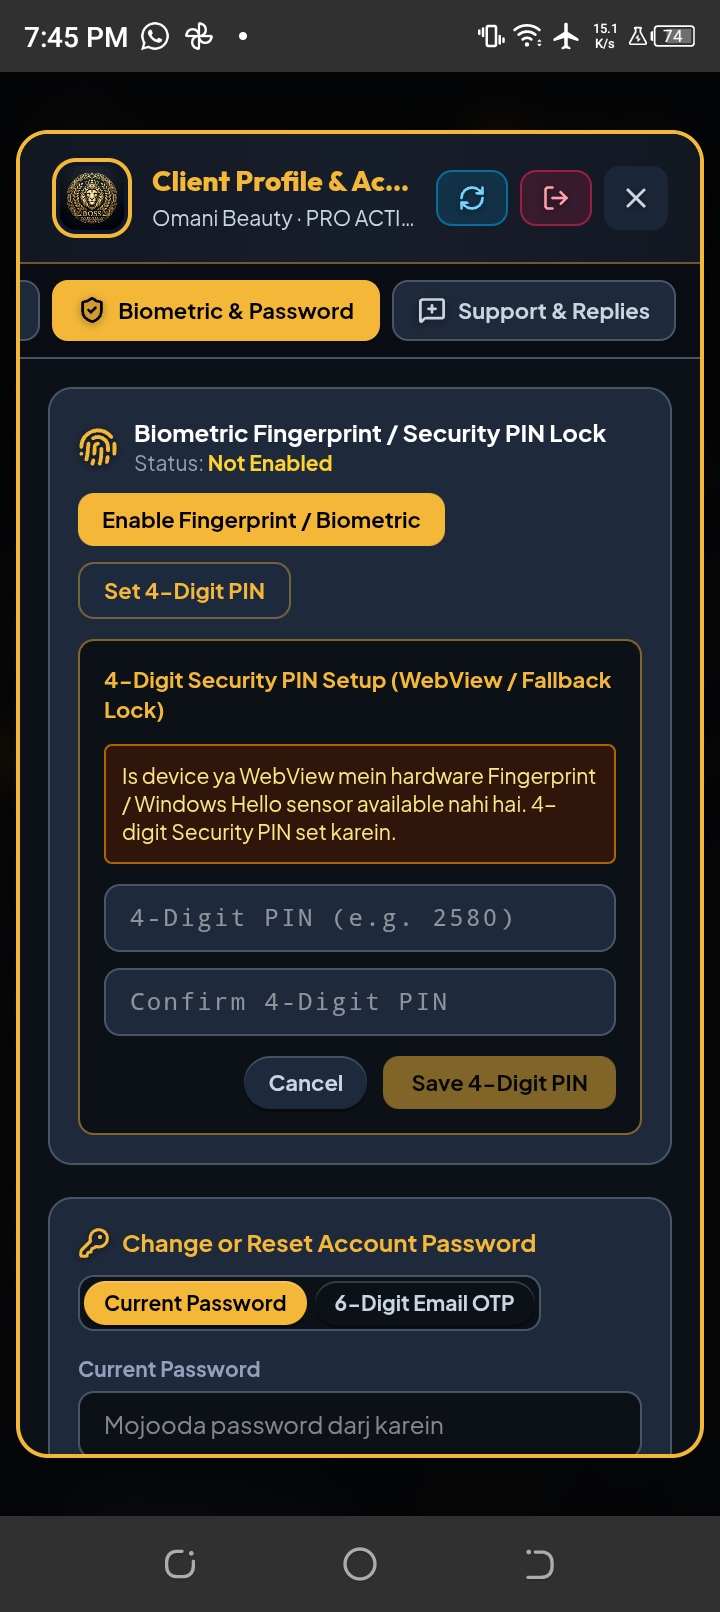 7:45 PM
15.1
K/s
74
BOSS
Client Profile & Ac...
Omani Beauty · PRO ACTI...
Biometric & Password
Support & Replies
Biometric Fingerprint / Security PIN Lock
Status: Not Enabled
Enable Fingerprint / Biometric
Set 4-Digit PIN
4-Digit Security PIN Setup (WebView / Fallback
Lock)
Is device ya WebView mein hardware Fingerprint
/ Windows Hello sensor available nahi hai. 4-
digit Security PIN set karein.
4-Digit PIN (e.g. 2580)
Confirm 4-Digit PIN
Cancel
Save 4-Digit PIN
Change or Reset Account Password
Current Password
6-Digit Email OTP
Current Password
Mojooda password darj karein